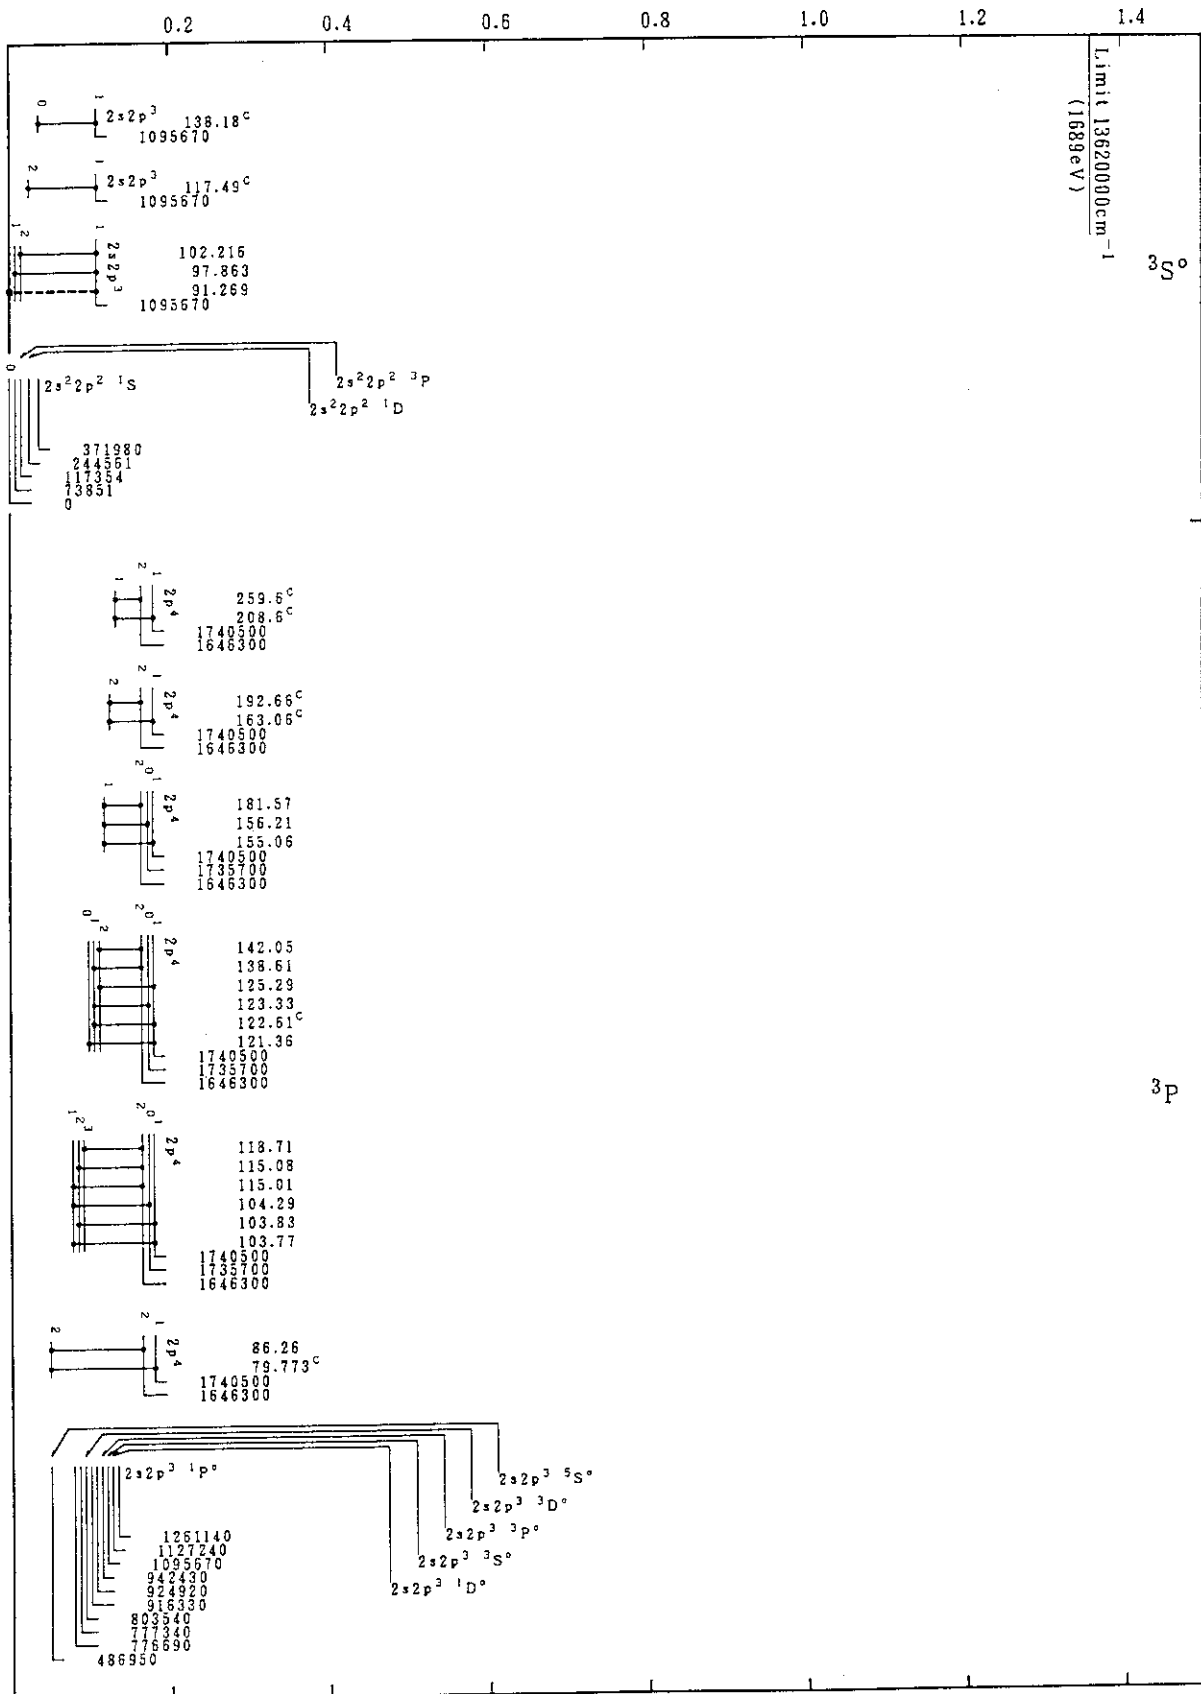 0.2 0.4 0.6 0.8 1.0 1.2 1.4
Limit 13620000cm⁻¹
(1689eV)
³S°
0 1
2s2p³ 138.18ᶜ
1095670
2 1
2s2p³ 117.49ᶜ
1095670
1 2 1
2s2p³
102.216
97.863
91.269
1095670
0
2s²2p² ¹S
2s²2p² ³P
2s²2p² ¹D
371980
244561
117354
73851
0
1 2 1
2p⁴
259.6ᶜ
208.6ᶜ
1740500
1646300
2 2 1
2p⁴
192.66ᶜ
163.06ᶜ
1740500
1646300
1 2 0 1
2p⁴
181.57
156.21
155.06
1740500
1735700
1646300
0 1 2 2 0 1
2p⁴
142.05
138.61
125.29
123.33
122.61ᶜ
121.36
1740500
1735700
1646300
³P
1 2 3 2 0 1
2p⁴
118.71
115.08
115.01
104.29
103.83
103.77
1740500
1735700
1646300
2 2 1
2p⁴
86.26
79.773ᶜ
1740500
1646300
2s2p³ ¹P°
2s2p³ ⁵S°
2s2p³ ³D°
2s2p³ ³P°
2s2p³ ³S°
2s2p³ ¹D°
1261140
1127240
1095670
942430
924920
916330
803540
777340
776690
486950